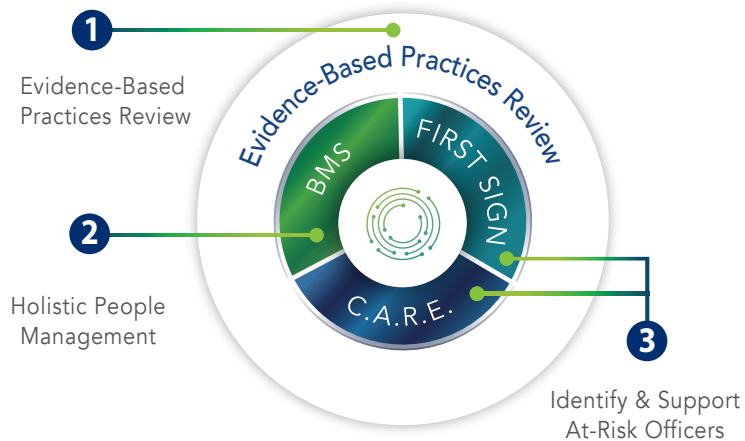 1
Evidence-Based
Practices Review
Evidence-Based Practices Review
BMS
FIRST SIGN
C.A.R.E.
2
Holistic People
Management
3
Identify & Support
At-Risk Officers